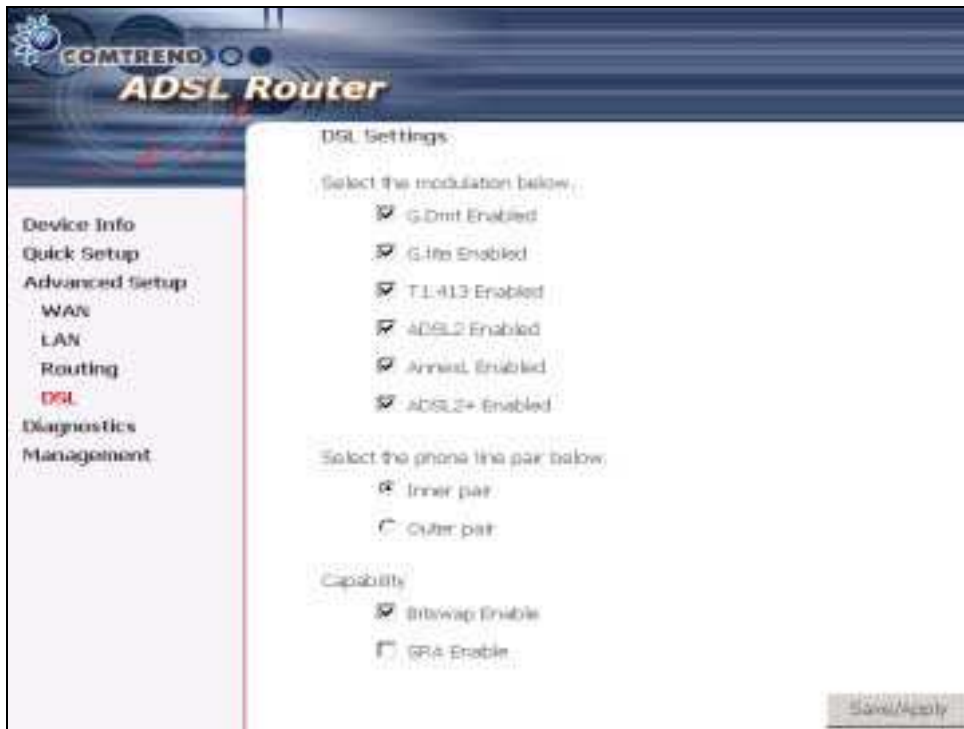 COMTREND
ADSL Router
Device Info
Quick Setup
Advanced Setup
WAN
LAN
Routing
DSL
Diagnostics
Management
DSL Settings
Select the modulation below.
G.Dmt Enabled
G.lite Enabled
T1.413 Enabled
ADSL2 Enabled
AnnexL Enabled
ADSL2+ Enabled
Select the phone line pair below.
Inner pair
Outer pair
Capability
Bitswap Enable
SRA Enable
Save/Apply